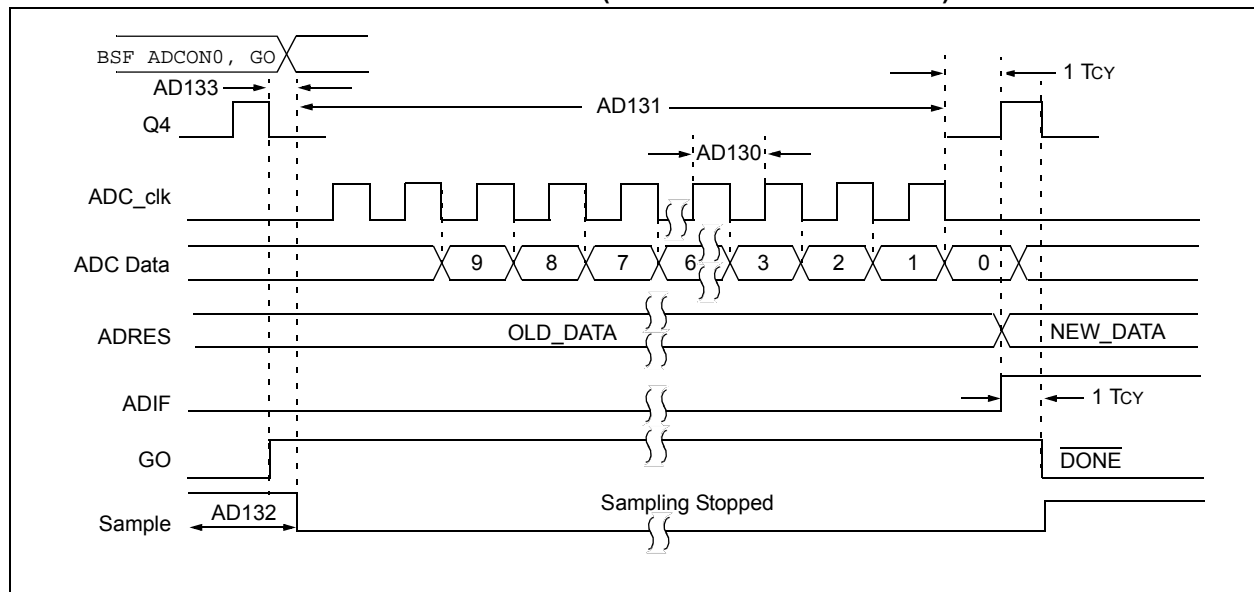 BSF ADCON0, GO
AD133
1 TCY
AD131
Q4
AD130
ADC_clk
ADC Data
9 8 7 6 3 2 1 0
ADRES
OLD_DATA
NEW_DATA
ADIF
1 TCY
GO
DONE
Sample
AD132
Sampling Stopped